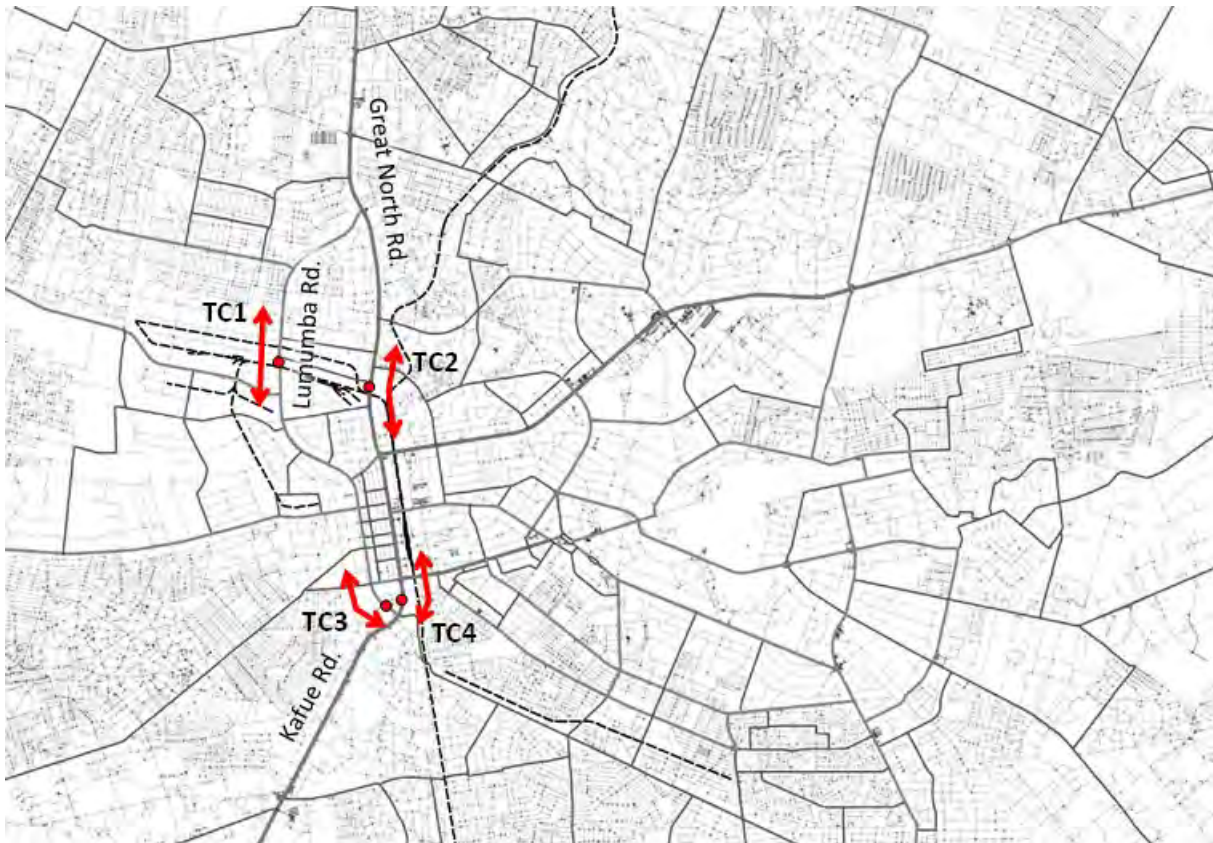 Great North Rd.
TC1
Lumumba Rd.
TC2
TC3
TC4
Kafue Rd.